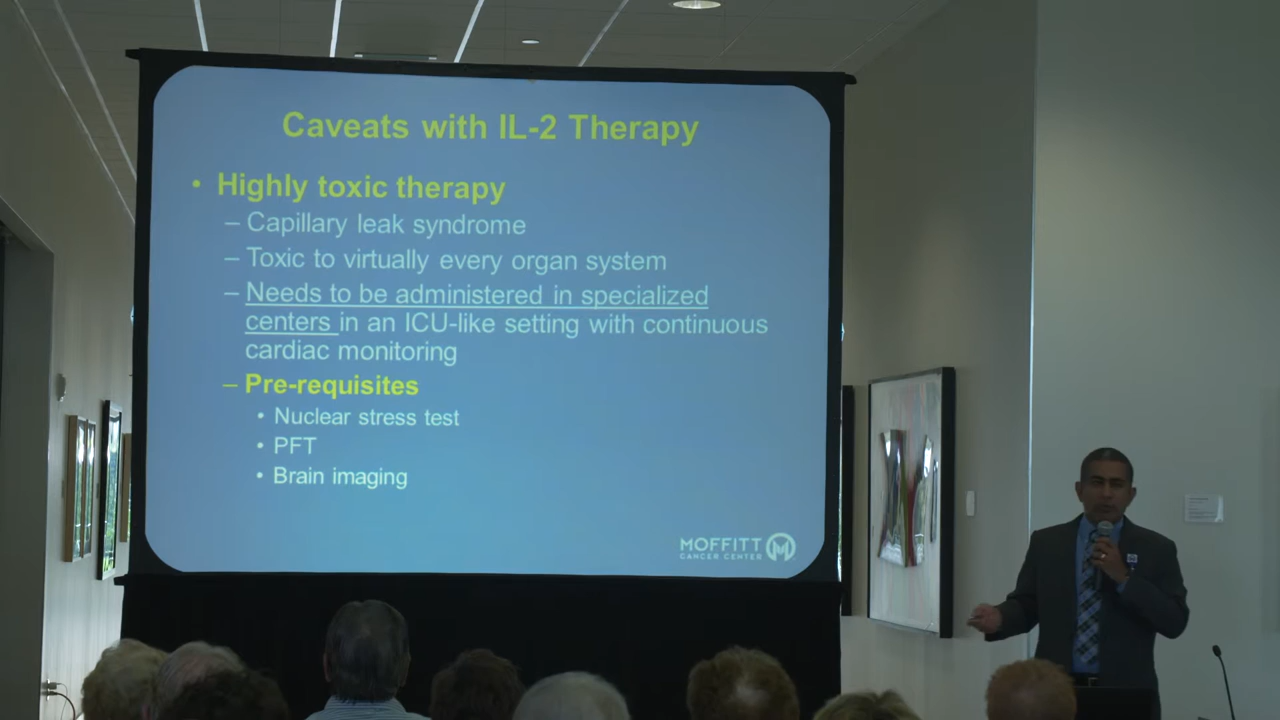 Caveats with IL-2 Therapy
• Highly toxic therapy
– Capillary leak syndrome
– Toxic to virtually every organ system
– Needs to be administered in specialized
centers in an ICU-like setting with continuous
cardiac monitoring
– Pre-requisites
• Nuclear stress test
• PFT
• Brain imaging
MOFFITT
CANCER CENTER